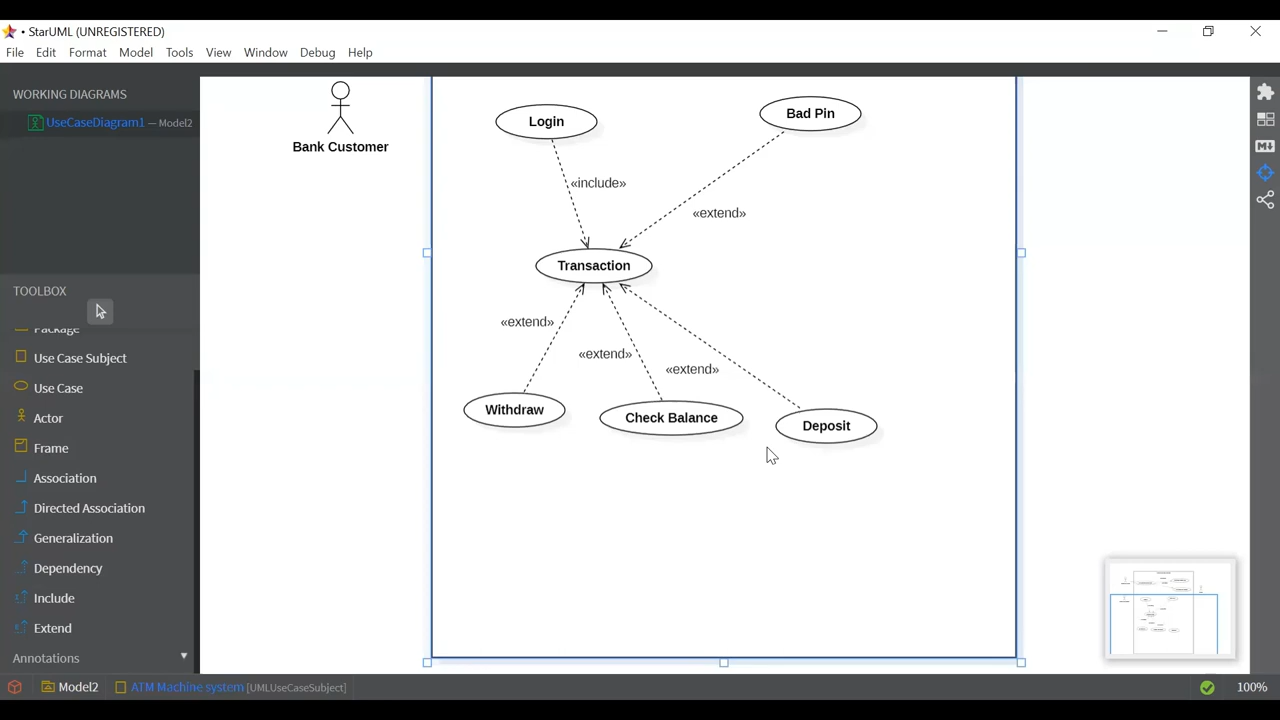 • StarUML (UNREGISTERED)
File Edit Format Model Tools View Window Debug Help
WORKING DIAGRAMS
UseCaseDiagram1 — Model2
TOOLBOX
Package
Use Case Subject
Use Case
Actor
Frame
Association
Directed Association
Generalization
Dependency
Include
Extend
Annotations
Bank Customer
Login
Bad Pin
«include»
«extend»
Transaction
«extend»
«extend»
«extend»
Withdraw
Check Balance
Deposit
M↓
Model2 ATM Machine system [UMLUseCaseSubject]
100%